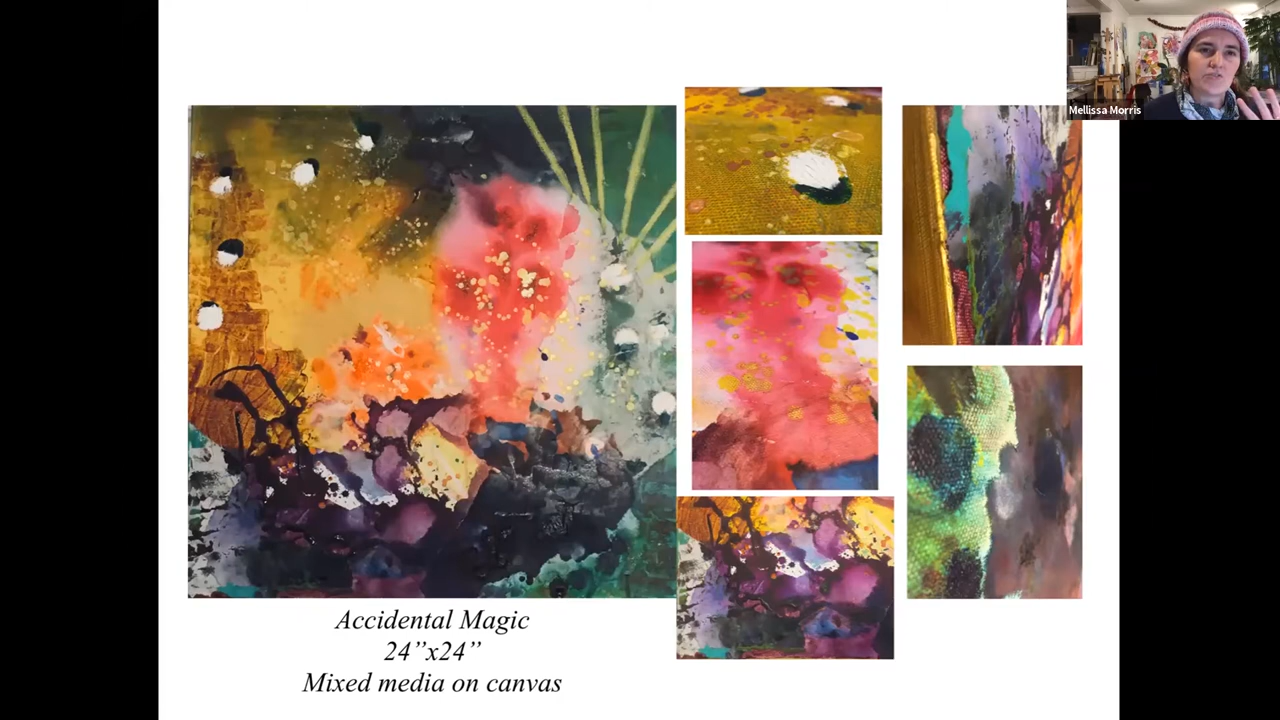 Mellissa Morris
Accidental Magic
24”x24”
Mixed media on canvas